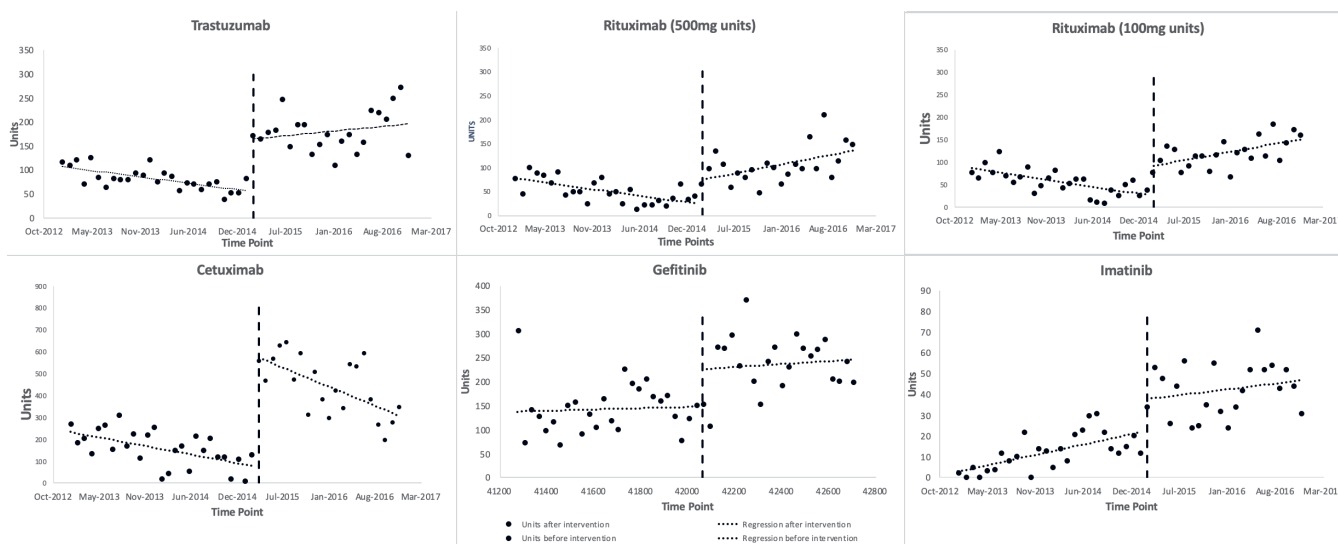 Trastuzumab
350
300
250
200
150
100
50
0
Units
Oct-2012 May-2013 Nov-2013 Jun-2014 Dec-2014 Jul-2015 Jan-2016 Aug-2016 Mar-2017
Time Point
Rituximab (500mg units)
350
300
250
200
150
100
50
0
UNITS
Oct-2012 May-2013 Nov-2013 Jun-2014 Dec-2014 Jul-2015 Jan-2016 Aug-2016 Mar-2017
Time Points
Rituximab (100mg units)
350
300
250
200
150
100
50
0
Units
Oct-2012 May-2013 Nov-2013 Jun-2014 Dec-2014 Jul-2015 Jan-2016 Aug-2016 Mar-2017
Time Point
Cetuximab
900
800
700
600
500
400
300
200
100
0
Units
Oct-2012 May-2013 Nov-2013 Jun-2014 Dec-2014 Jul-2015 Jan-2016 Aug-2016 Mar-2017
Time Point
Gefitinib
400
350
300
250
200
150
100
50
0
Units
41200 41400 41600 41800 42000 42200 42400 42600 42800
Time Point
Units after intervention
Regression after intervention
Units before intervention
Regression before intervention
Imatinib
90
80
70
60
50
40
30
20
10
0
Units
Oct-2012 May-2013 Nov-2013 Jun-2014 Dec-2014 Jul-2015 Jan-2016 Aug-2016 Mar-201
Time Point